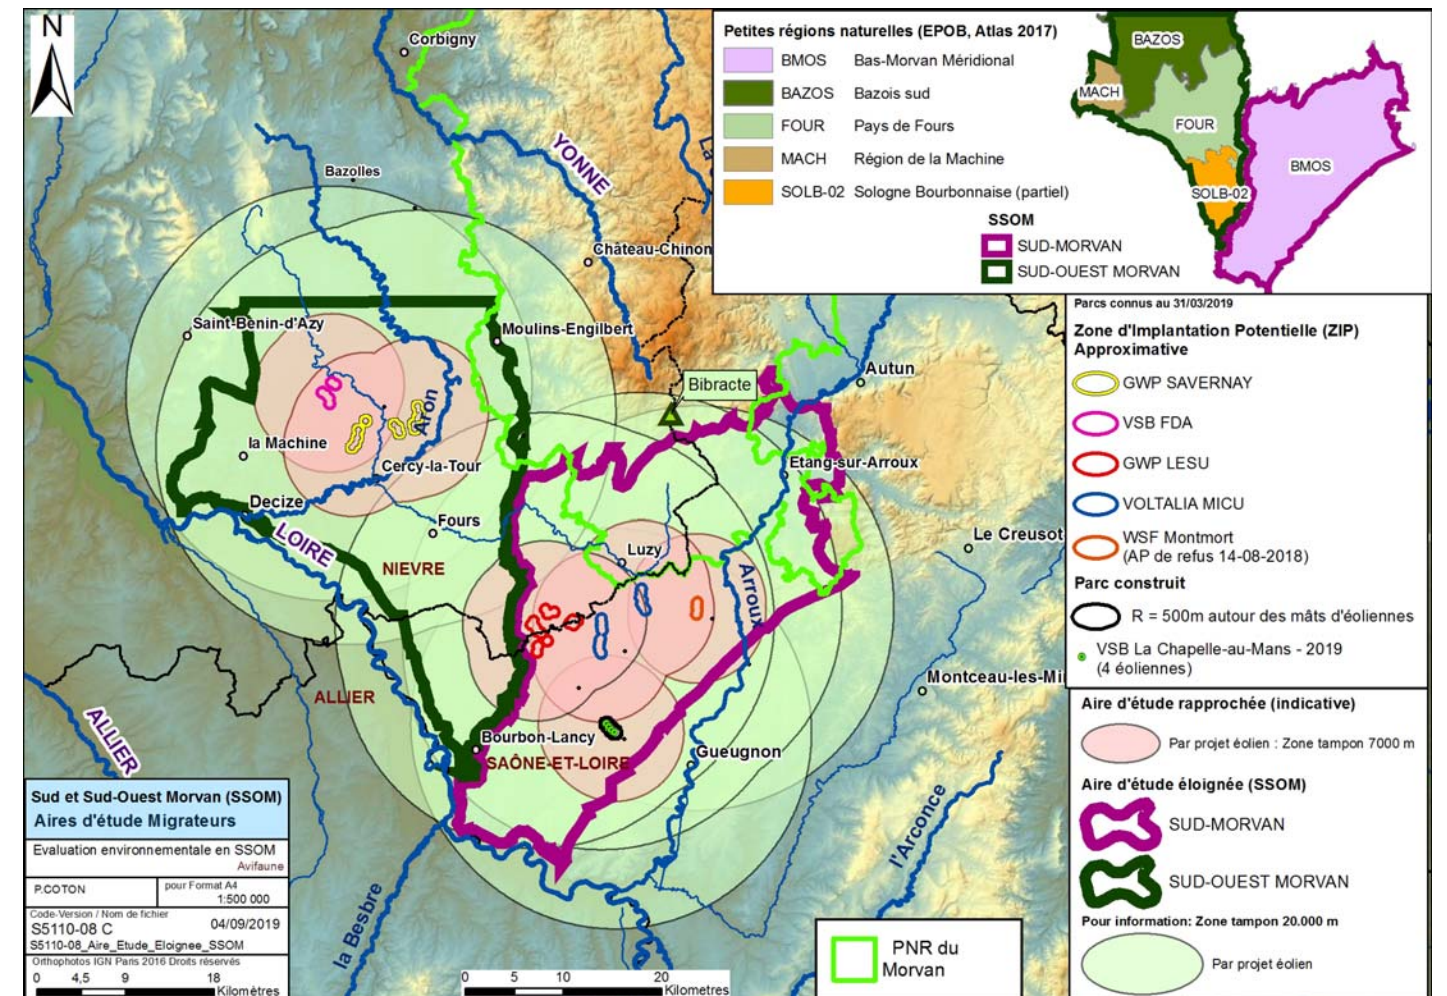 N
Corbigny
YONNE
La
Bazolles
Château-Chinon
Saint-Benin-d'Azy
Moulins-Engilbert
Bibracte
Autun
Aron
la Machine
Cercy-la-Tour
Etang-sur-Arroux
Decize
LOIRE
Fours
Le Creusot
NIEVRE
Luzy
Arroux
ALLIER
ALLIER
Montceau-les-Mi
Bourbon-Lancy
SAÔNE-ET-LOIRE
Gueugnon
l'Arconce
la Besbre
Petites régions naturelles (EPOB, Atlas 2017)
BMOS Bas-Morvan Méridional
BAZOS Bazois sud
FOUR Pays de Fours
MACH Région de la Machine
SOLB-02 Sologne Bourbonnaise (partiel)
SSOM
SUD-MORVAN
SUD-OUEST MORVAN
BAZOS
MACH
FOUR
BMOS
SOLB-02
Parcs connus au 31/03/2019
Zone d'Implantation Potentielle (ZIP)
Approximative
GWP SAVERNAY
VSB FDA
GWP LESU
VOLTALIA MICU
WSF Montmort
(AP de refus 14-08-2018)
Parc construit
R = 500m autour des mâts d'éoliennes
VSB La Chapelle-au-Mans - 2019
(4 éoliennes)
Aire d'étude rapprochée (indicative)
Par projet éolien : Zone tampon 7000 m
Aire d'étude éloignée (SSOM)
SUD-MORVAN
SUD-OUEST MORVAN
Pour information: Zone tampon 20.000 m
Par projet éolien
PNR du
Morvan
Sud et Sud-Ouest Morvan (SSOM)
Aires d'étude Migrateurs
Evaluation environnementale en SSOM
Avifaune
P.COTON
pour Format A4
1:500 000
Code-Version / Nom de fichier
S5110-08 C 04/09/2019
S5110-08_Aire_Etude_Eloignee_SSOM
Orthophotos IGN Paris 2016 Droits réservés
0 4,5 9 18
Kilomètres
0 5 10 20
Kilometres